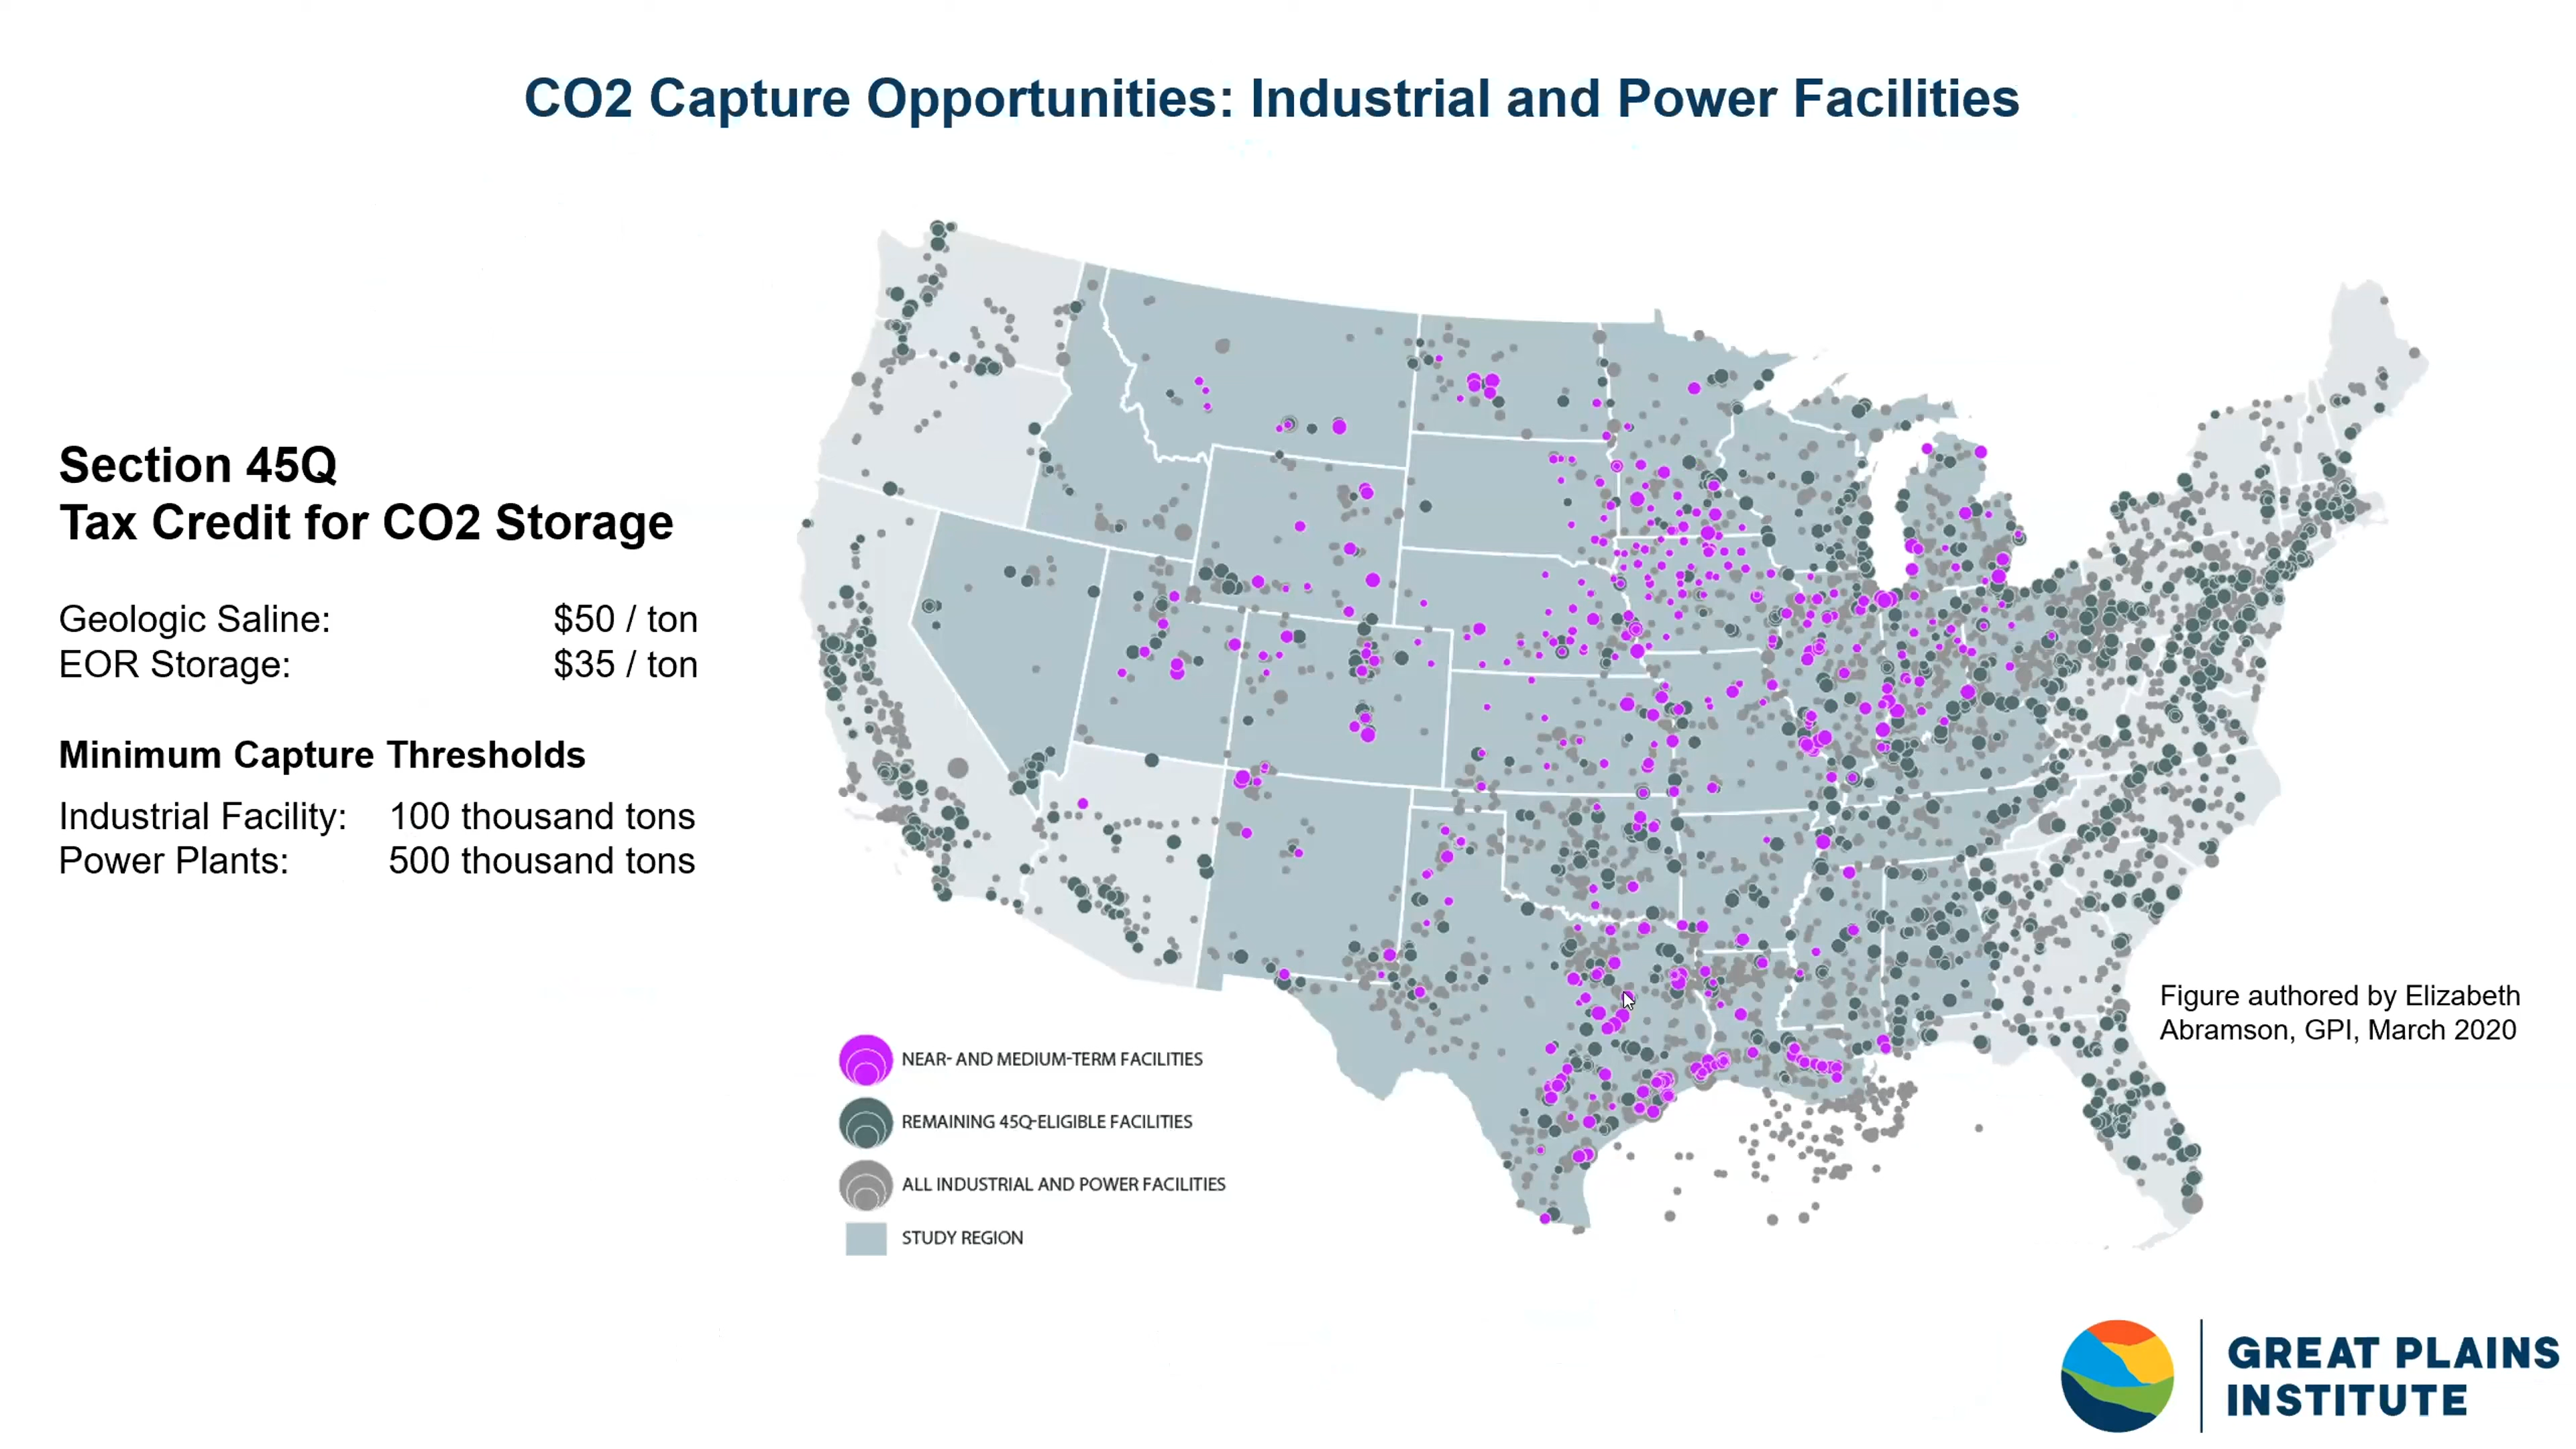 CO2 Capture Opportunities: Industrial and Power Facilities
Section 45Q
Tax Credit for CO2 Storage
Geologic Saline: $50 / ton
EOR Storage: $35 / ton
Minimum Capture Thresholds
Industrial Facility: 100 thousand tons
Power Plants: 500 thousand tons
NEAR- AND MEDIUM-TERM FACILITIES
REMAINING 45Q-ELIGIBLE FACILITIES
ALL INDUSTRIAL AND POWER FACILITIES
STUDY REGION
Figure authored by Elizabeth
Abramson, GPI, March 2020
GREAT PLAINS
INSTITUTE